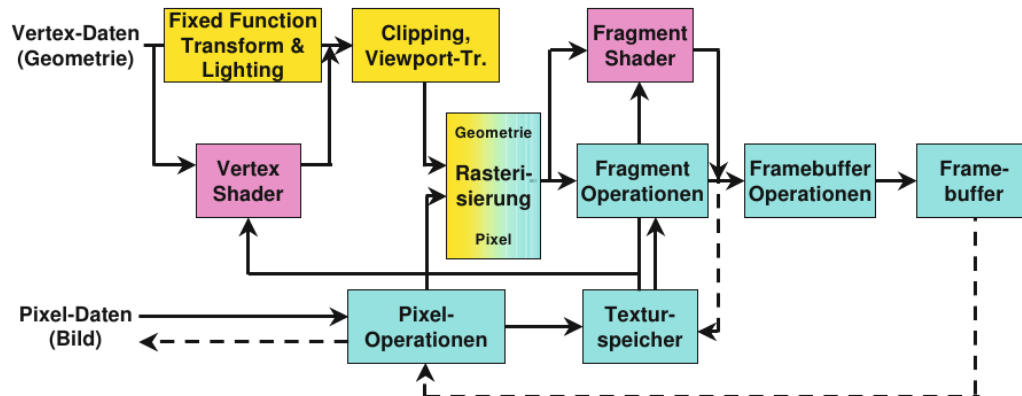 Vertex-Daten
(Geometrie)
Fixed Function
Transform &
Lighting
Clipping,
Viewport-Tr.
Fragment
Shader
Vertex
Shader
Geometrie
Rasteri-
sierung
Pixel
Fragment
Operationen
Framebuffer
Operationen
Frame-
buffer
Pixel-Daten
(Bild)
Pixel-
Operationen
Textur-
speicher